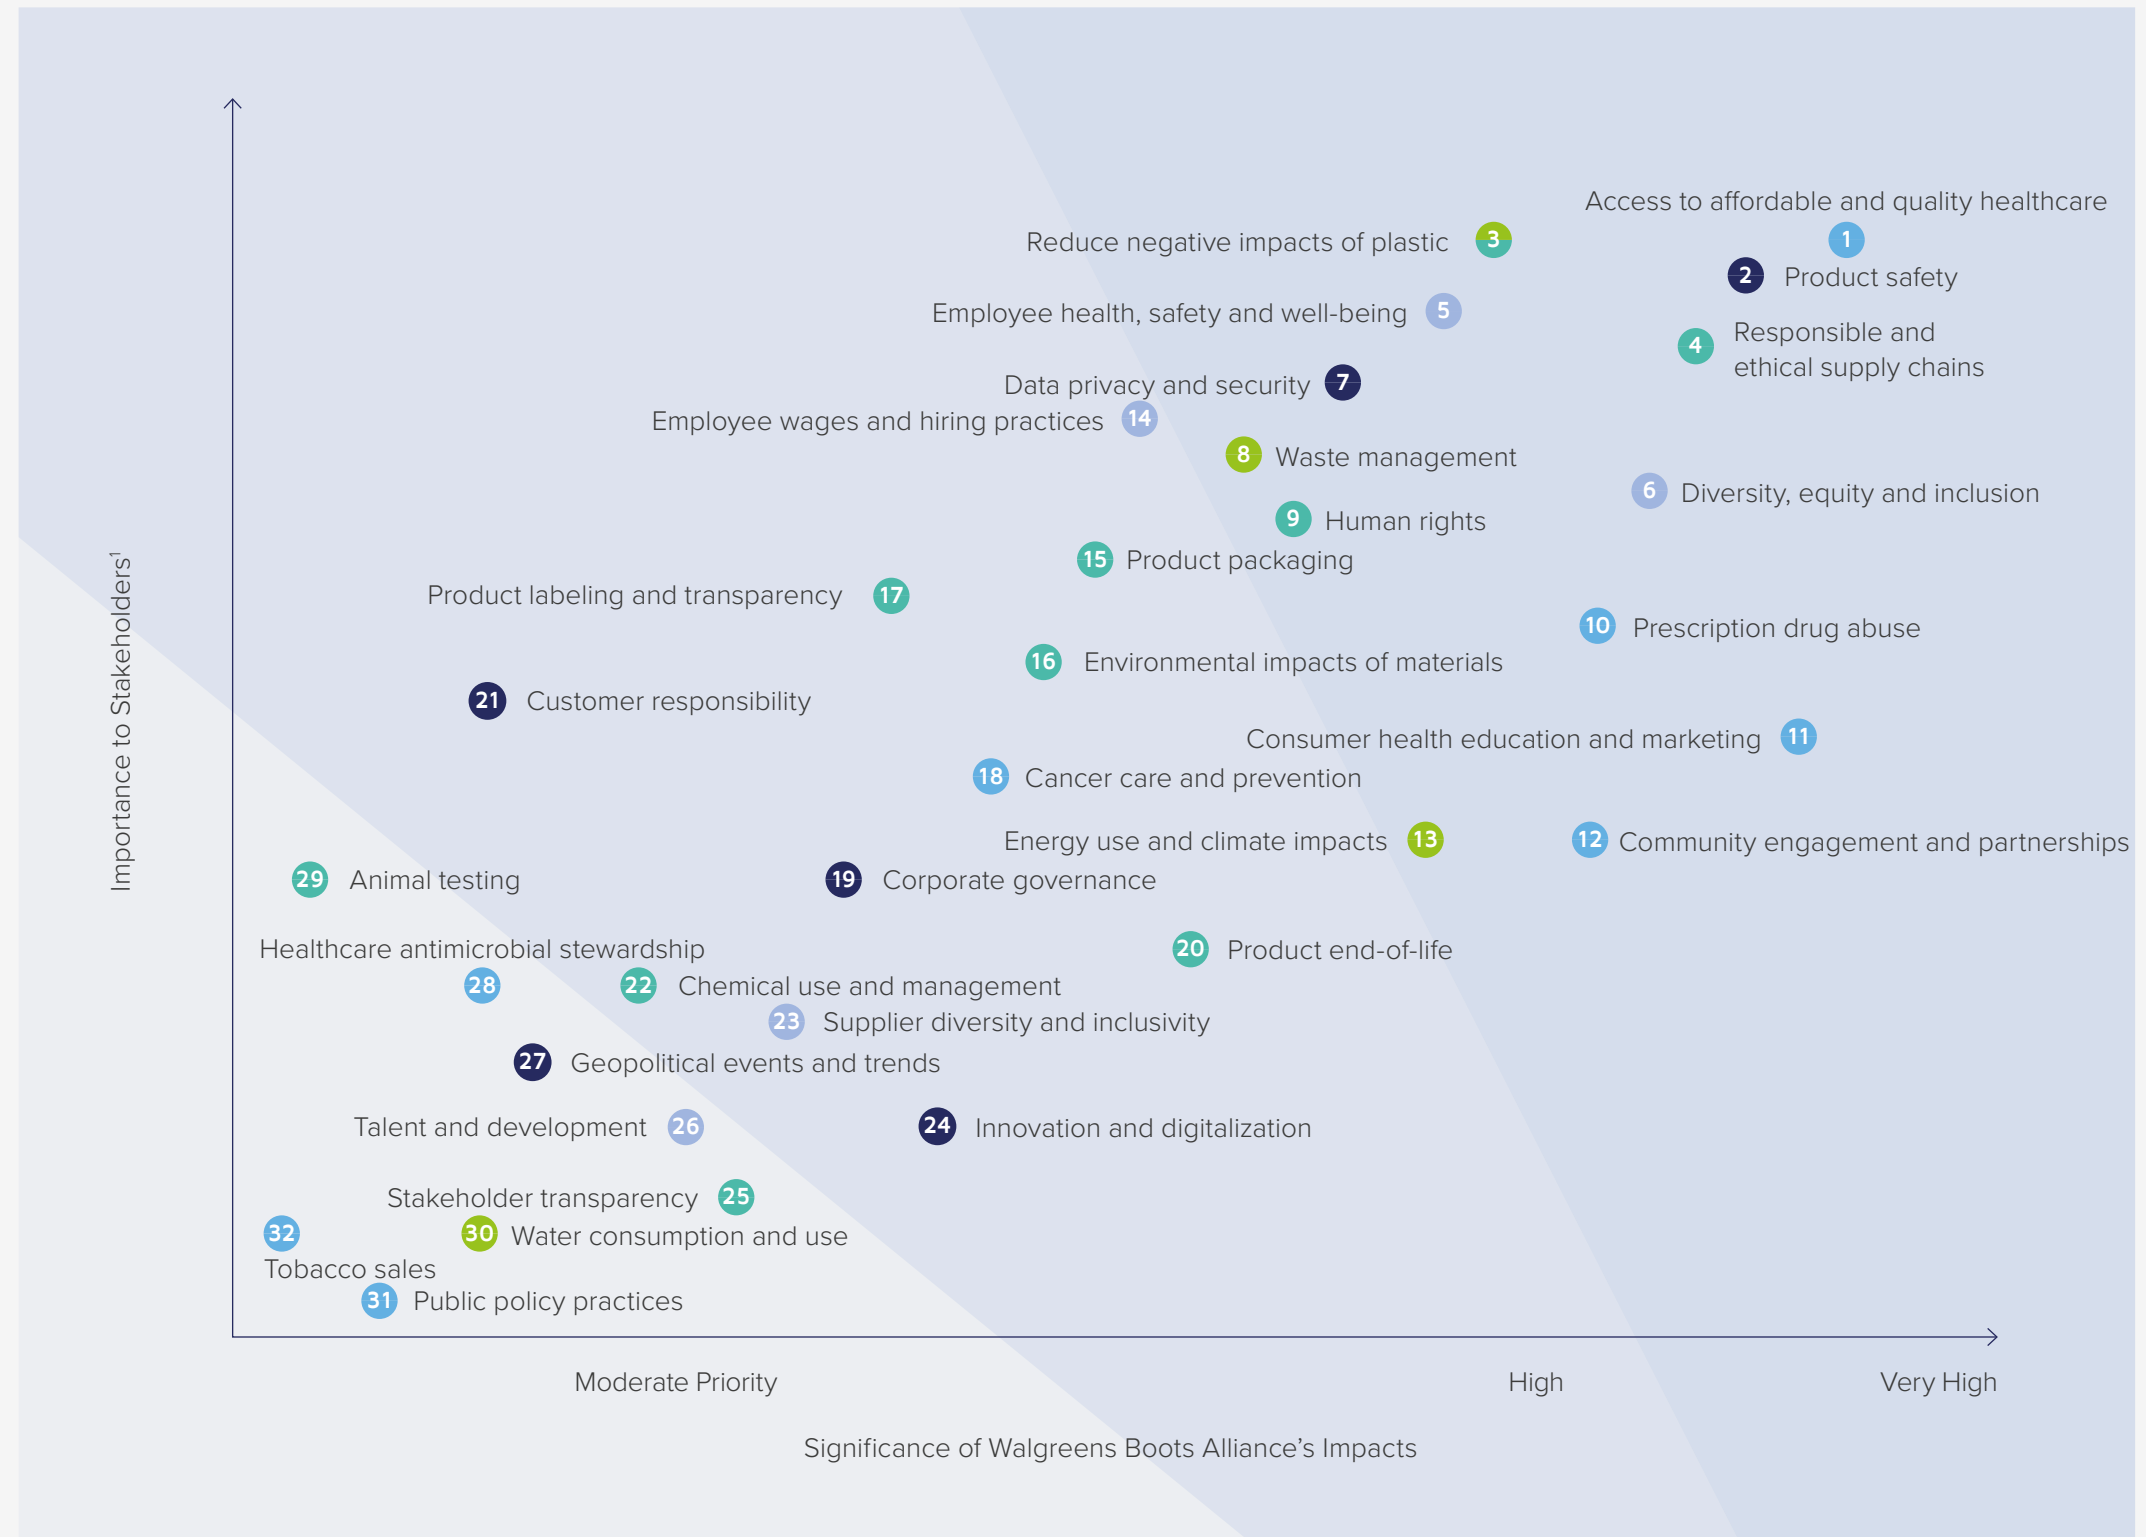 Access to affordable and quality healthcare
Reduce negative impacts of plastic 3
1
2 Product safety
Employee health, safety and well-being 5
4 Responsible and
ethical supply chains
Data privacy and security 7
Employee wages and hiring practices 14
8 Waste management
6 Diversity, equity and inclusion
9 Human rights
15 Product packaging
Product labeling and transparency 17
10 Prescription drug abuse
16 Environmental impacts of materials
21 Customer responsibility
Consumer health education and marketing 11
18 Cancer care and prevention
Energy use and climate impacts 13
12 Community engagement and partnerships
29 Animal testing
19 Corporate governance
Healthcare antimicrobial stewardship
28
20 Product end-of-life
22 Chemical use and management
23 Supplier diversity and inclusivity
27 Geopolitical events and trends
Talent and development 26
24 Innovation and digitalization
Stakeholder transparency 25
32
Tobacco sales
30 Water consumption and use
31 Public policy practices
Importance to Stakeholders¹
Moderate Priority
High
Very High
Significance of Walgreens Boots Alliance’s Impacts